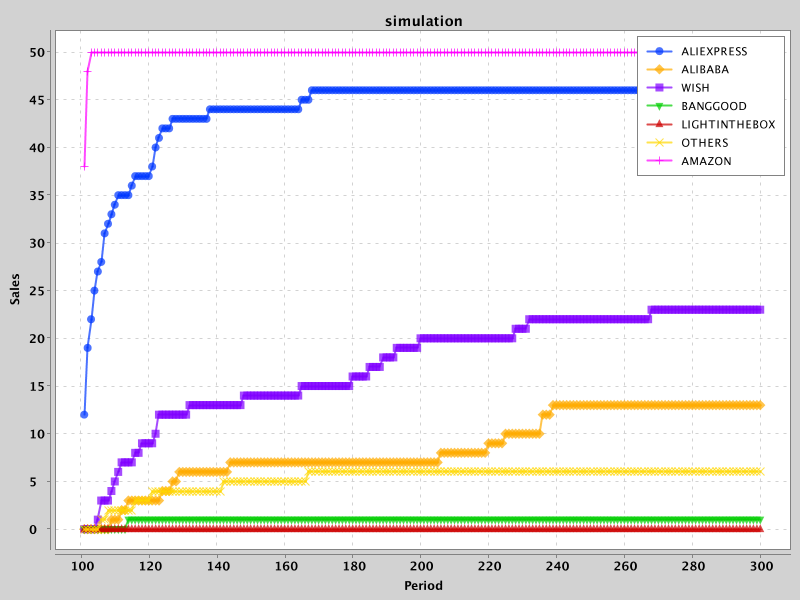 simulation
50
45
40
35
30
25
20
15
10
5
0
Sales
ALIEXPRESS
ALIBABA
WISH
BANGGOOD
LIGHTINTHEBOX
OTHERS
AMAZON
100 120 140 160 180 200 220 240 260 280 300
Period